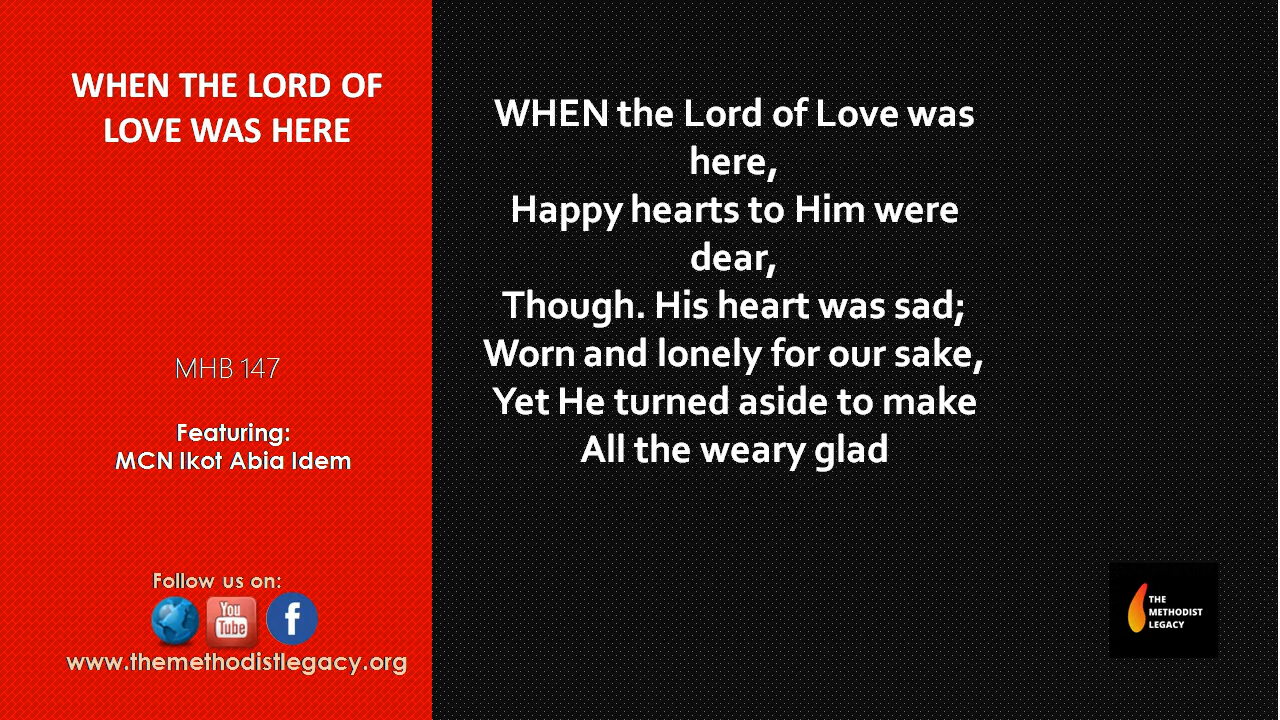 WHEN THE LORD OF
LOVE WAS HERE
MHB 147
Featuring:
MCN Ikot Abia Idem
Follow us on:
You
Tube
f
www.themethodistlegacy.org
WHEN the Lord of Love was
here,
Happy hearts to Him were
dear,
Though. His heart was sad;
Worn and lonely for our sake,
Yet He turned aside to make
All the weary glad
THE
METHODIST
LEGACY